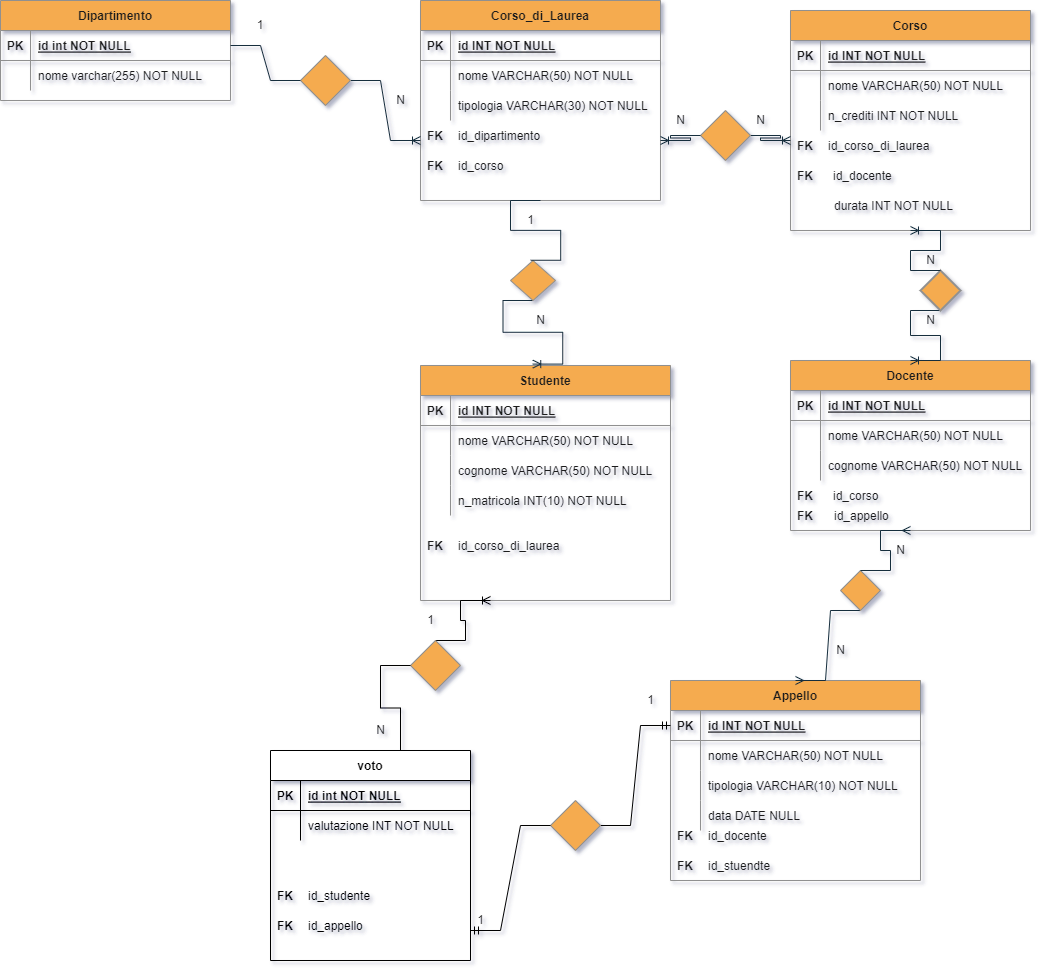 Dipartimento
PK id int NOT NULL
nome varchar(255) NOT NULL
1
N
Corso_di_Laurea
PK id INT NOT NULL
nome VARCHAR(50) NOT NULL
tipologia VARCHAR(30) NOT NULL
FK id_dipartimento
FK id_corso
N
N
Corso
PK id INT NOT NULL
nome VARCHAR(50) NOT NULL
n_crediti INT NOT NULL
FK id_corso_di_laurea
FK id_docente
durata INT NOT NULL
1
N
N
N
Studente
PK id INT NOT NULL
nome VARCHAR(50) NOT NULL
cognome VARCHAR(50) NOT NULL
n_matricola INT(10) NOT NULL
FK id_corso_di_laurea
Docente
PK id INT NOT NULL
nome VARCHAR(50) NOT NULL
cognome VARCHAR(50) NOT NULL
FK id_corso
FK id_appello
N
N
1
N
voto
PK id int NOT NULL
valutazione INT NOT NULL
FK id_studente
FK id_appello
1
1
Appello
PK id INT NOT NULL
nome VARCHAR(50) NOT NULL
tipologia VARCHAR(10) NOT NULL
data DATE NULL
FK id_docente
FK id_stuendte